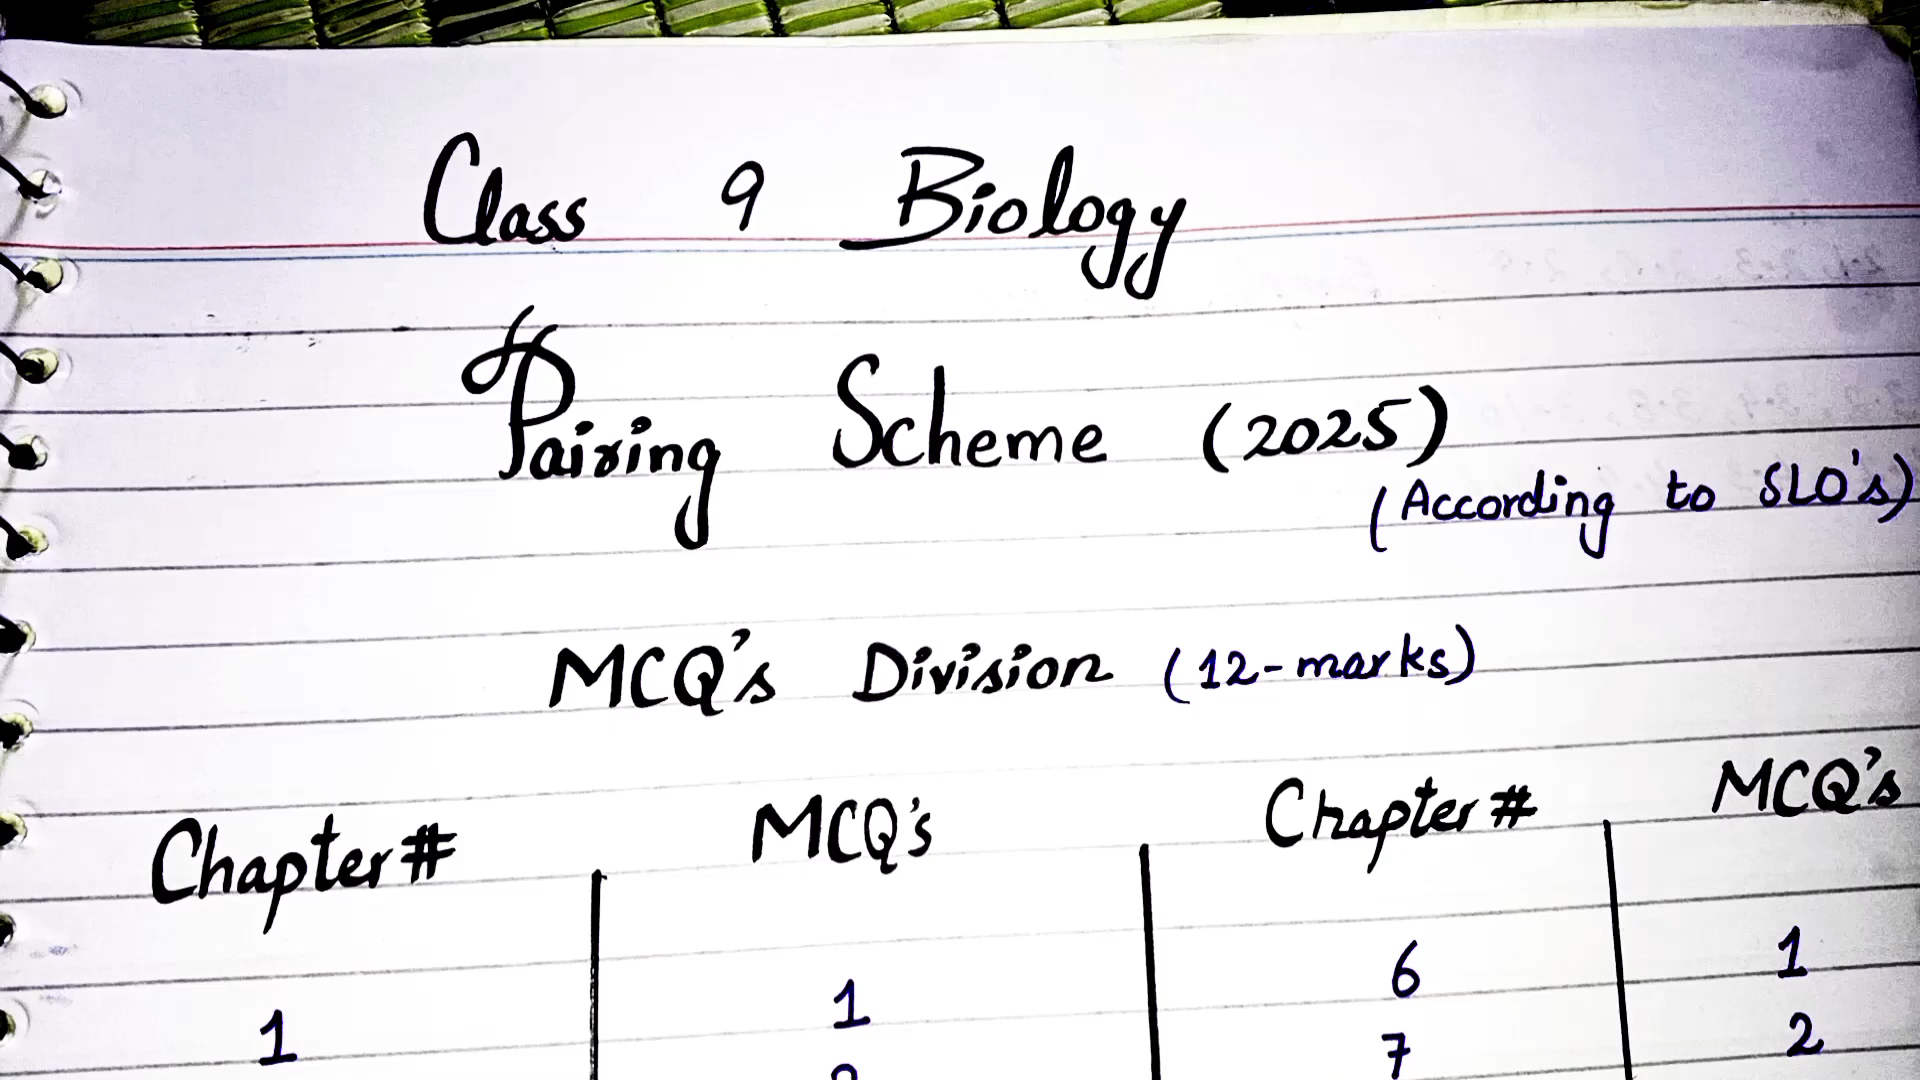 Class 9 Biology
Pairing Scheme (2025)
(According to SLO's)
MCQ's Division (12-marks)
Chapter # MCQ's Chapter # MCQ's
1 1 6 1
7 2